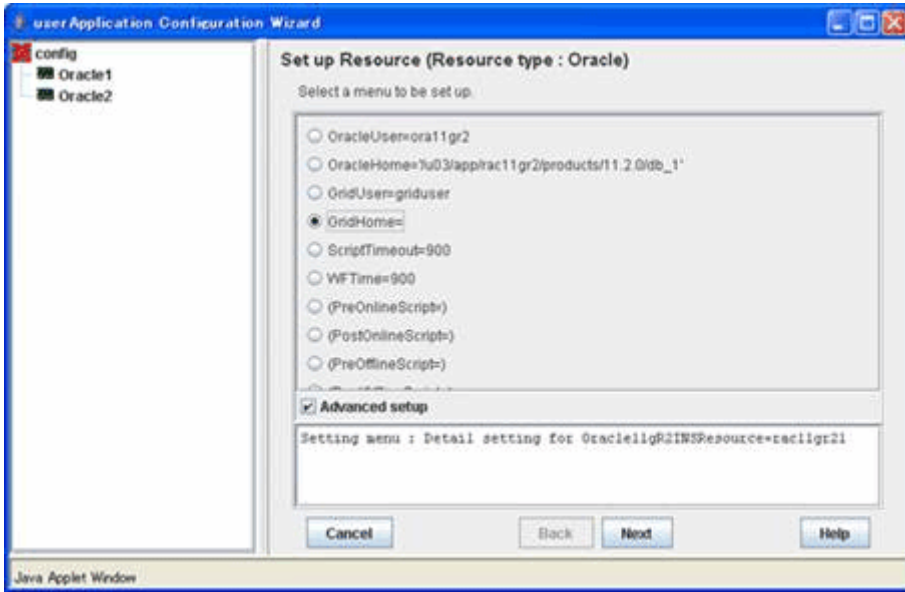 userApplication Configuration Wizard
config
Oracle1
Oracle2
Set up Resource (Resource type : Oracle)
Select a menu to be set up.
OracleUser=ora11gr2
OracleHome='/u03/app/rac11gr2/products/11.2.0/db_1'
GridUser=griduser
GridHome=
ScriptTimeout=900
WFTime=900
(PreOnlineScript=)
(PostOnlineScript=)
(PreOfflineScript=)
Advanced setup
Setting menu : Detail setting for Oracle11gR2INSResource=rac11gr21
Cancel
Back
Next
Help
Java Applet Window